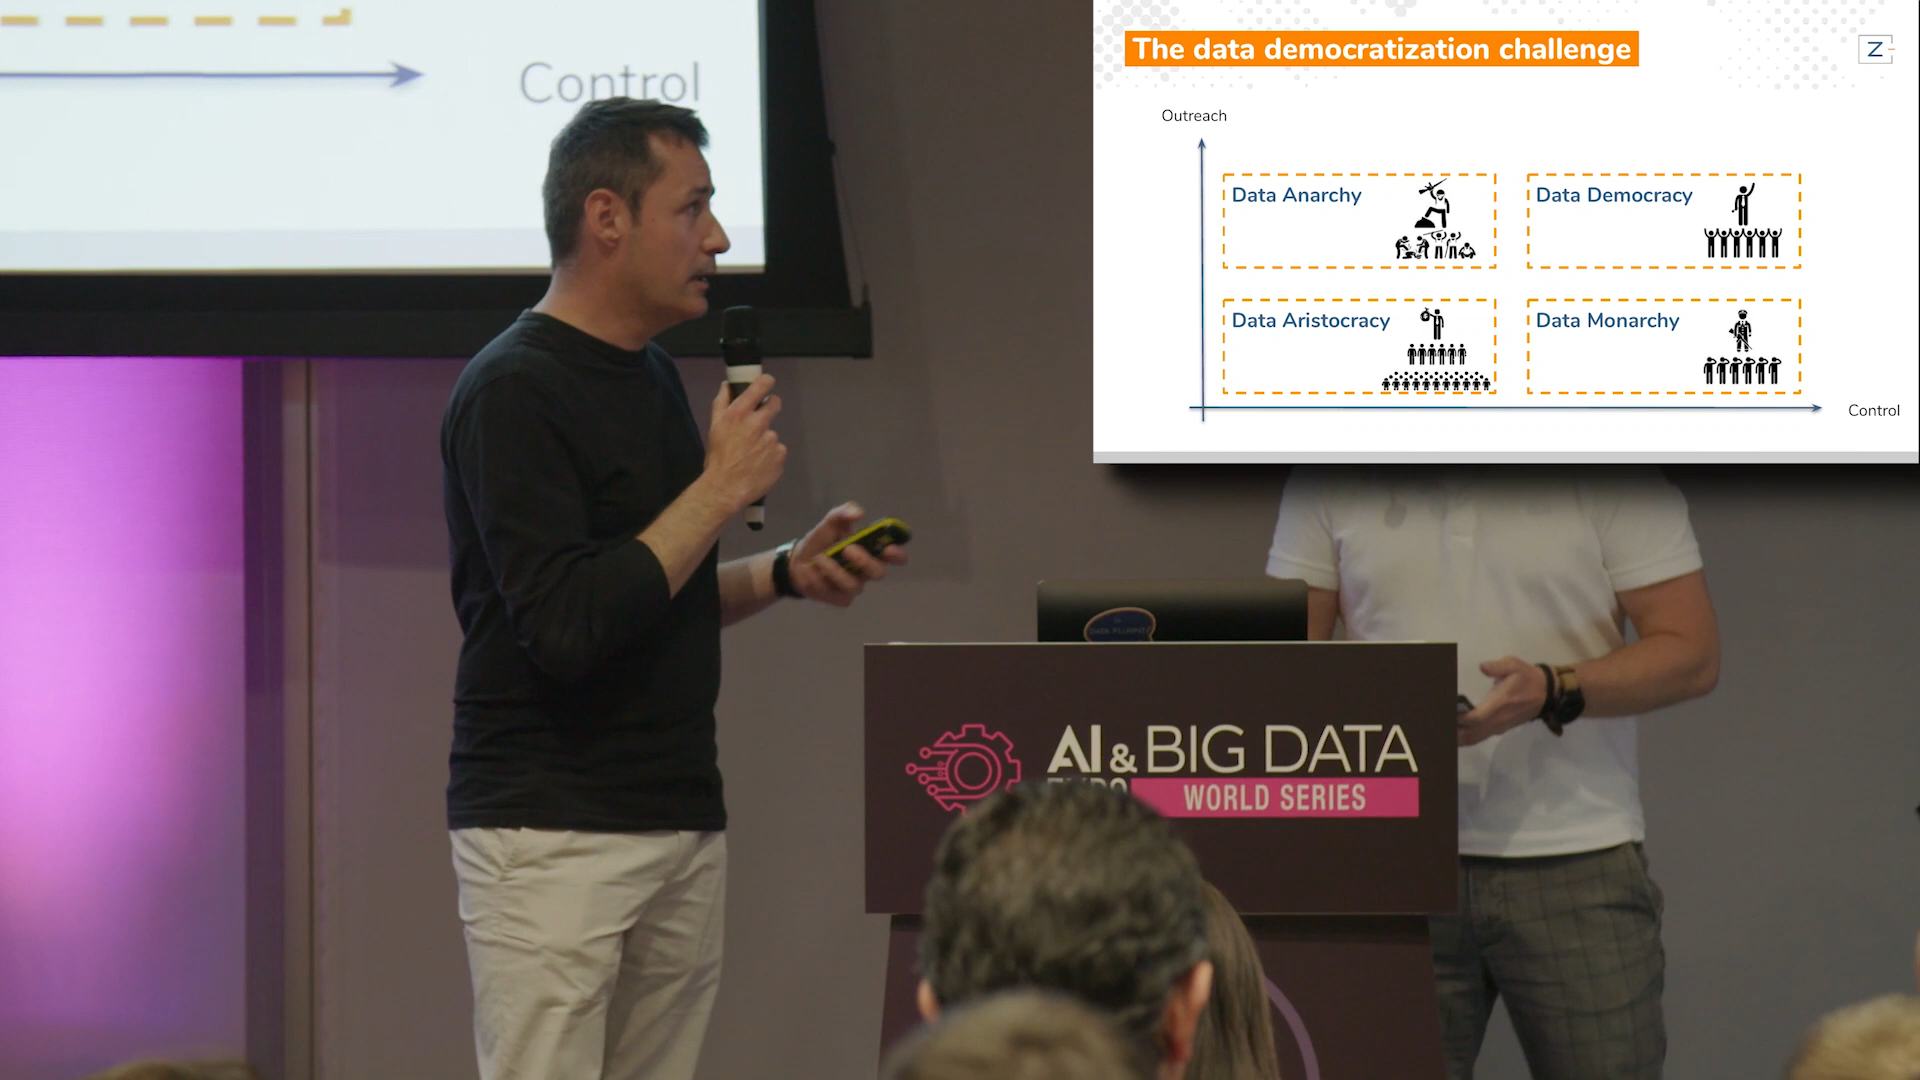 Control
The data democratization challenge
Z
Outreach
Data Anarchy
Data Democracy
Data Aristocracy
Data Monarchy
Control
AI & BIG DATA
EXPO
WORLD SERIES